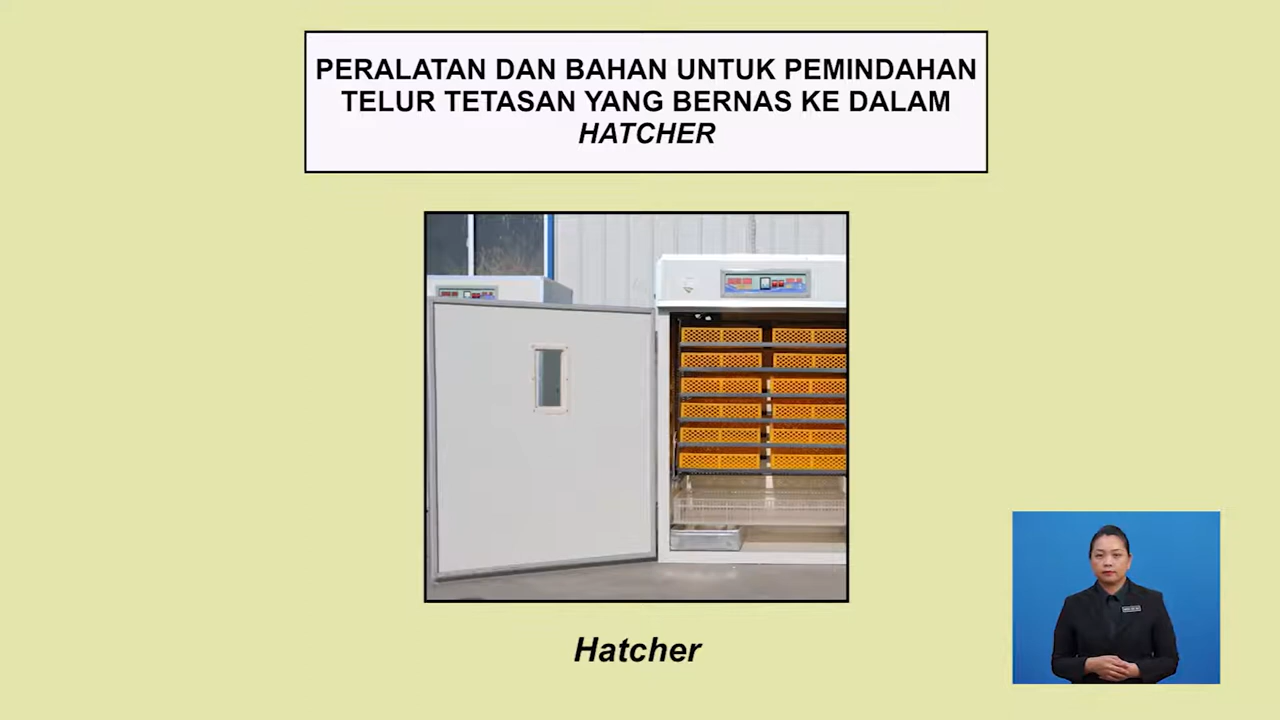 PERALATAN DAN BAHAN UNTUK PEMINDAHAN
TELUR TETASAN YANG BERNAS KE DALAM
HATCHER
Hatcher